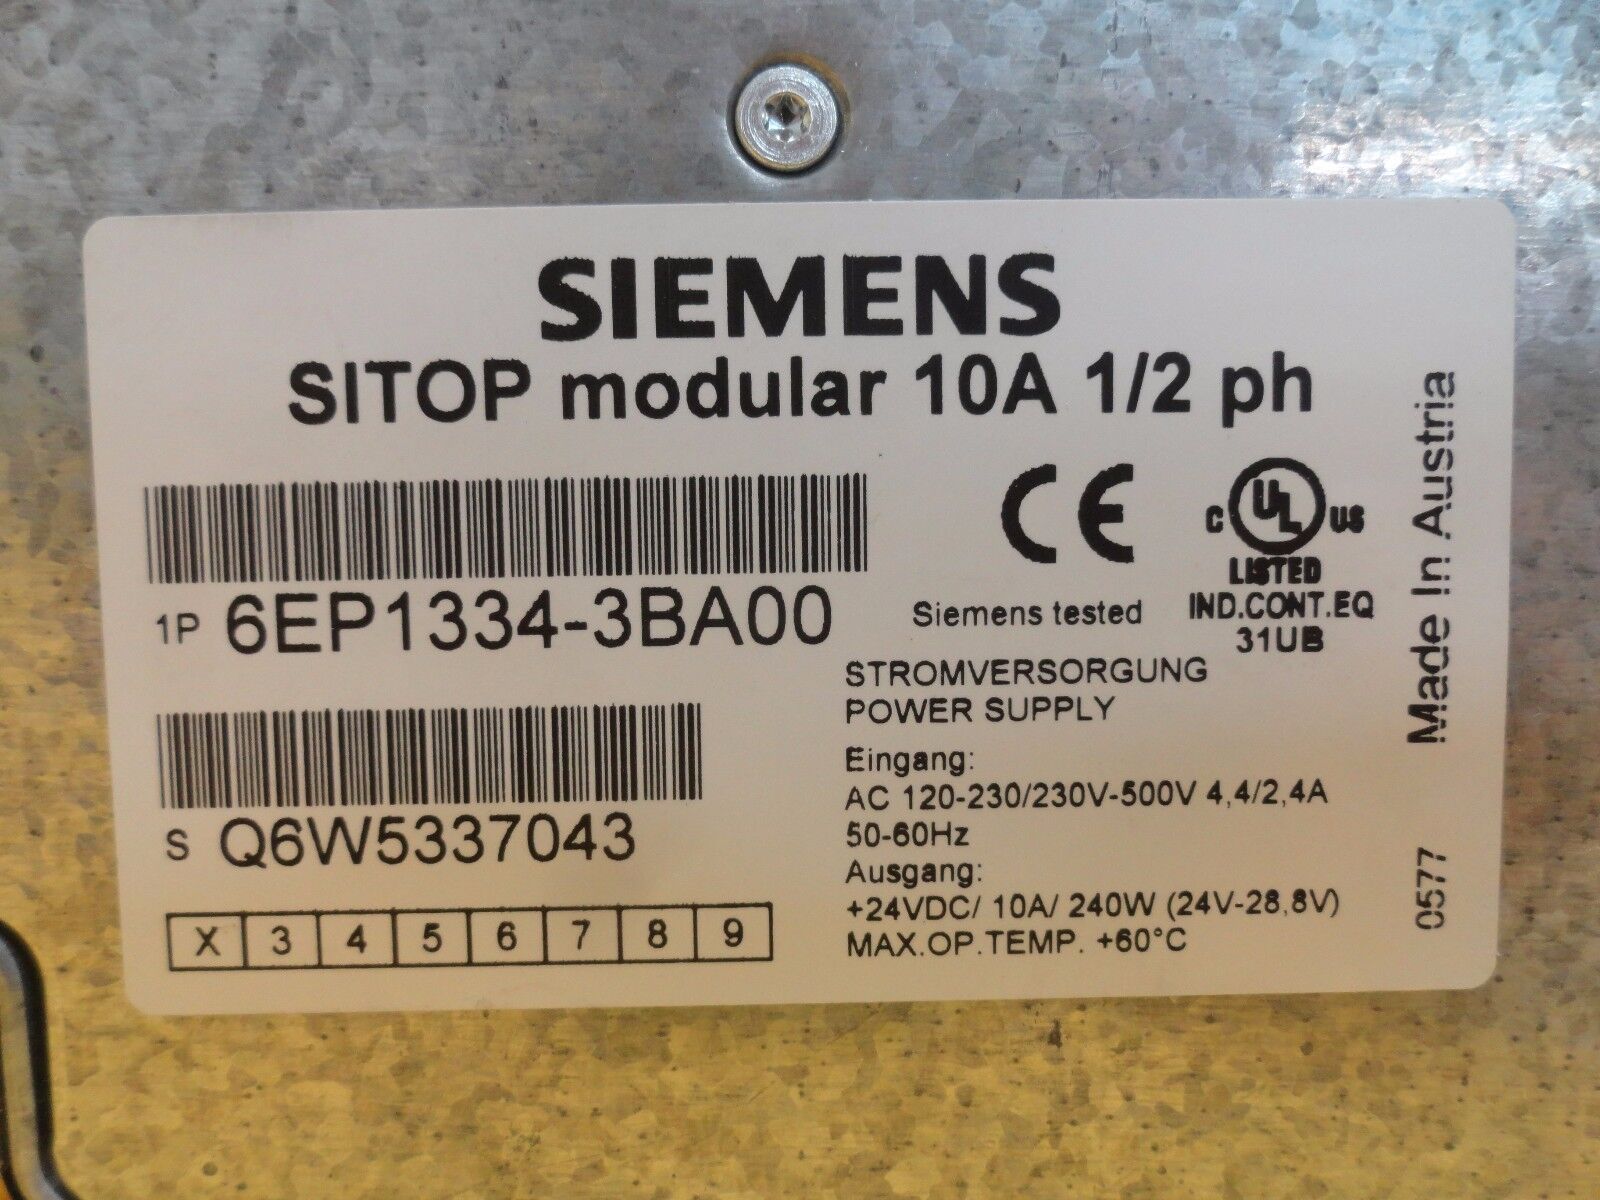 SIEMENS
SITOP modular 10A 1/2 ph
1P 6EP1334-3BA00
S Q6W5337043
X 3 4 5 6 7 8 9
CE
Siemens tested
C UL US
LISTED
IND.CONT.EQ
31UB
STROMVERSORGUNG
POWER SUPPLY
Eingang:
AC 120-230/230V-500V 4,4/2,4A
50-60Hz
Ausgang:
+24VDC/ 10A/ 240W (24V-28,8V)
MAX.OP.TEMP. +60°C
Made In Austria
0577